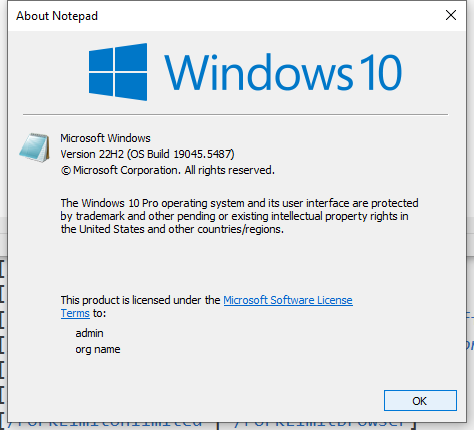 About Notepad
Windows 10
Microsoft Windows
Version 22H2 (OS Build 19045.5487)
© Microsoft Corporation. All rights reserved.
The Windows 10 Pro operating system and its user interface are protected
by trademark and other pending or existing intellectual property rights in
the United States and other countries/regions.
This product is licensed under the Microsoft Software License
Terms to:
admin
org name
OK